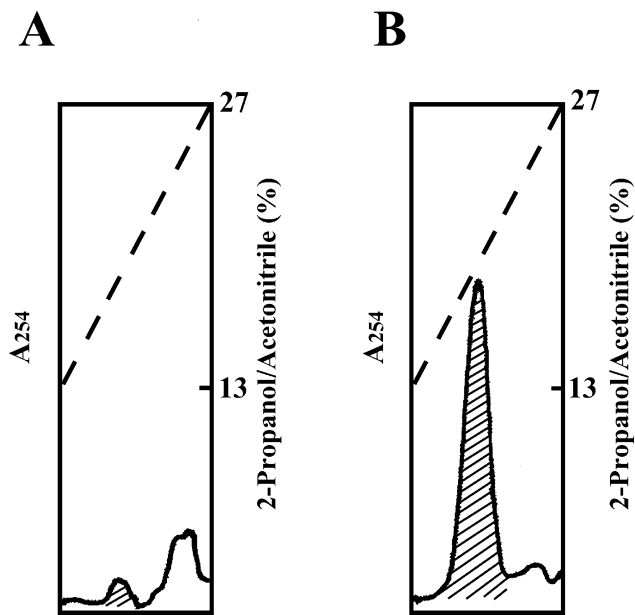 A
27
A254
13
2-Propanol/Acetonitrile (%)
B
27
A254
13
2-Propanol/Acetonitrile (%)